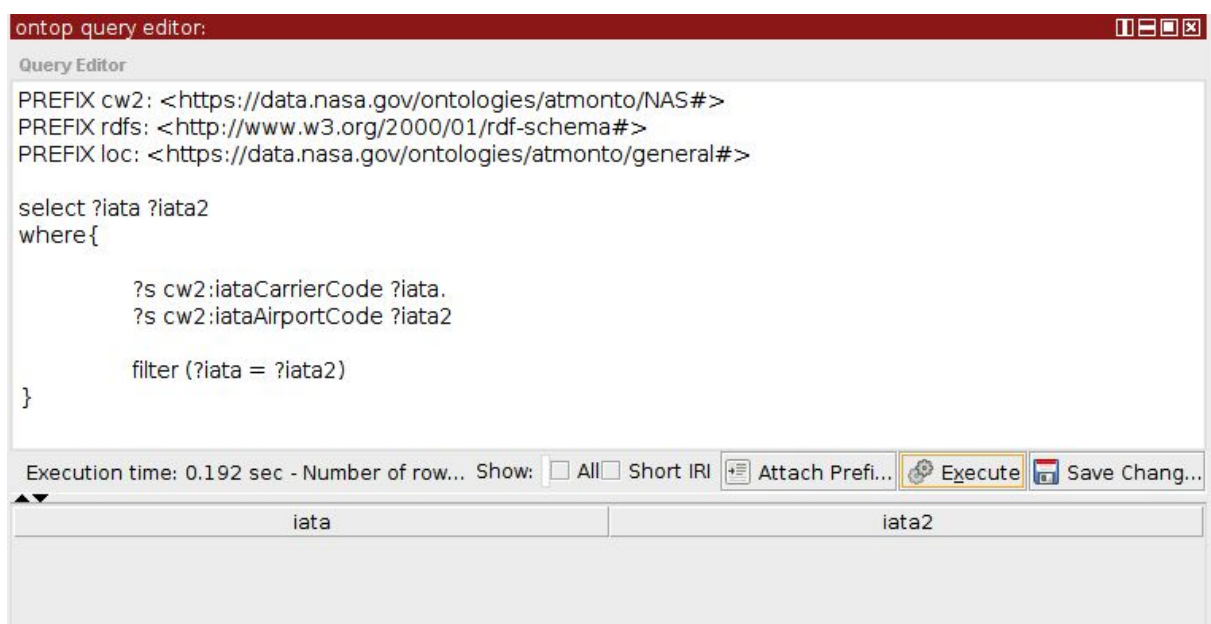 ontop query editor:
Query Editor
PREFIX cw2: <https://data.nasa.gov/ontologies/atmonto/NAS#>
PREFIX rdfs: <http://www.w3.org/2000/01/rdf-schema#>
PREFIX loc: <https://data.nasa.gov/ontologies/atmonto/general#>
select ?iata ?iata2
where{
?s cw2:iataCarrierCode ?iata.
?s cw2:iataAirportCode ?iata2
filter (?iata = ?iata2)
}
Execution time: 0.192 sec - Number of row... Show: All Short IRI Attach Prefi... Execute Save Chang...
iata iata2